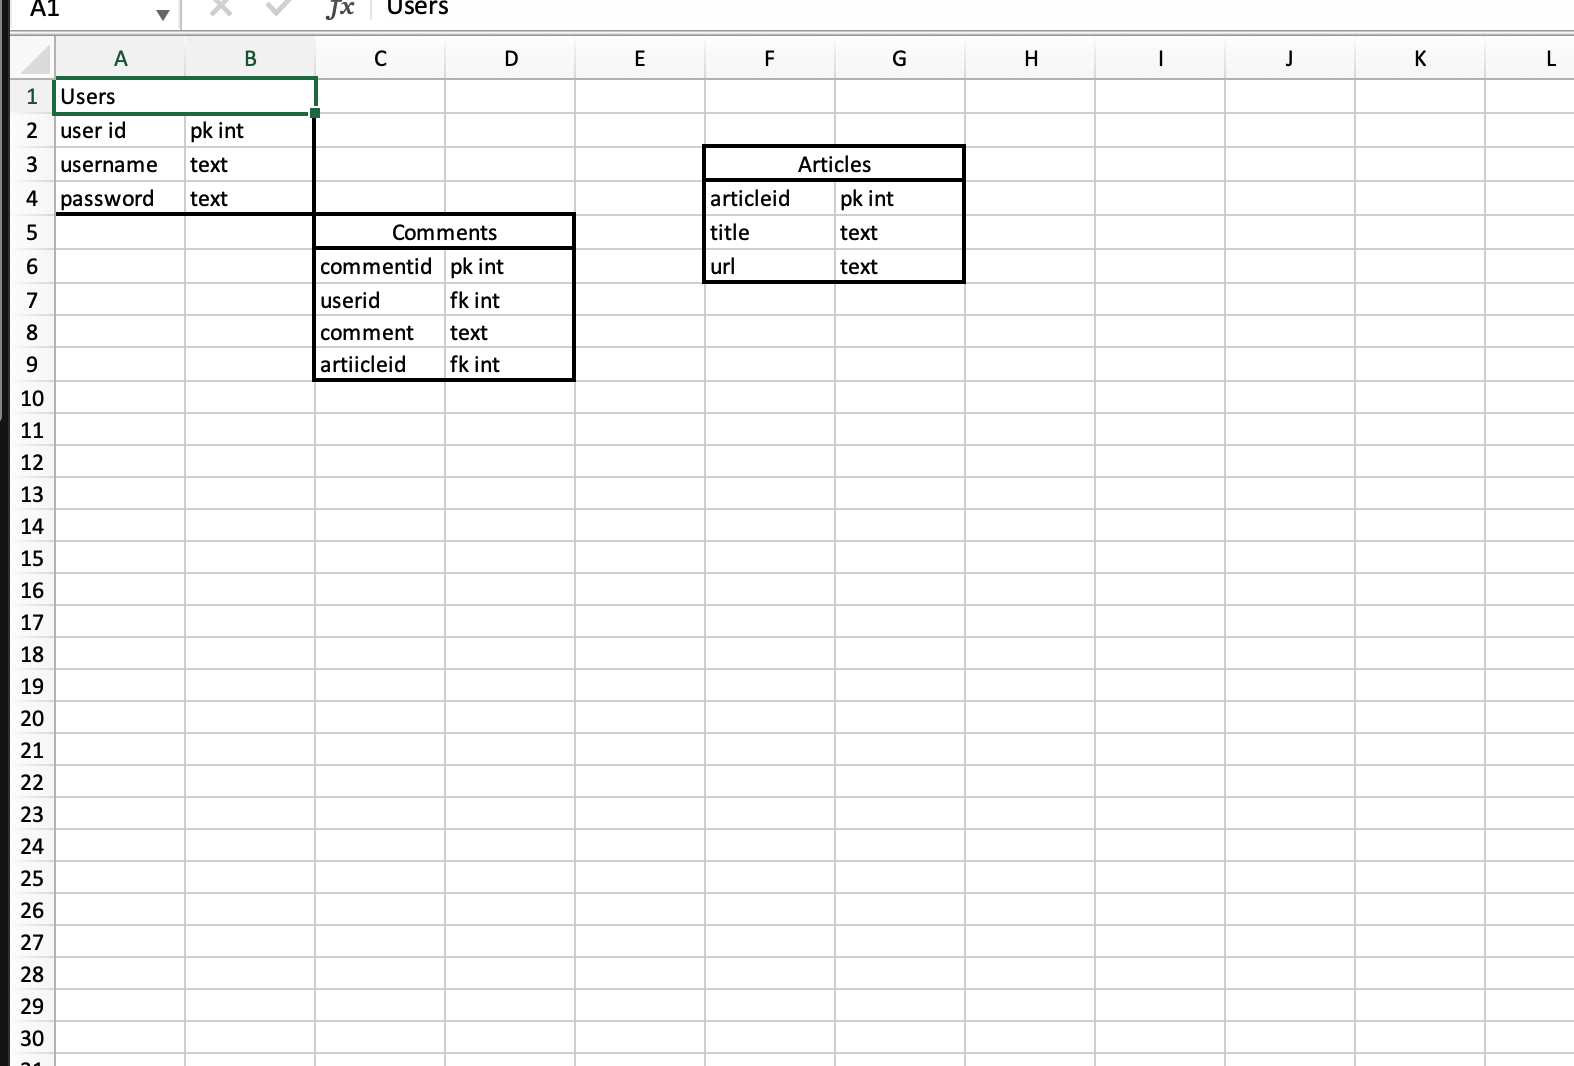 A1 fx Users
A B C D E F G H I J K L
1 Users
2 user id pk int
3 username text Articles
4 password text articleid pk int
5 Comments title text
6 commentid pk int url text
7 userid fk int
8 comment text
9 artiicleid fk int
10
11
12
13
14
15
16
17
18
19
20
21
22
23
24
25
26
27
28
29
30